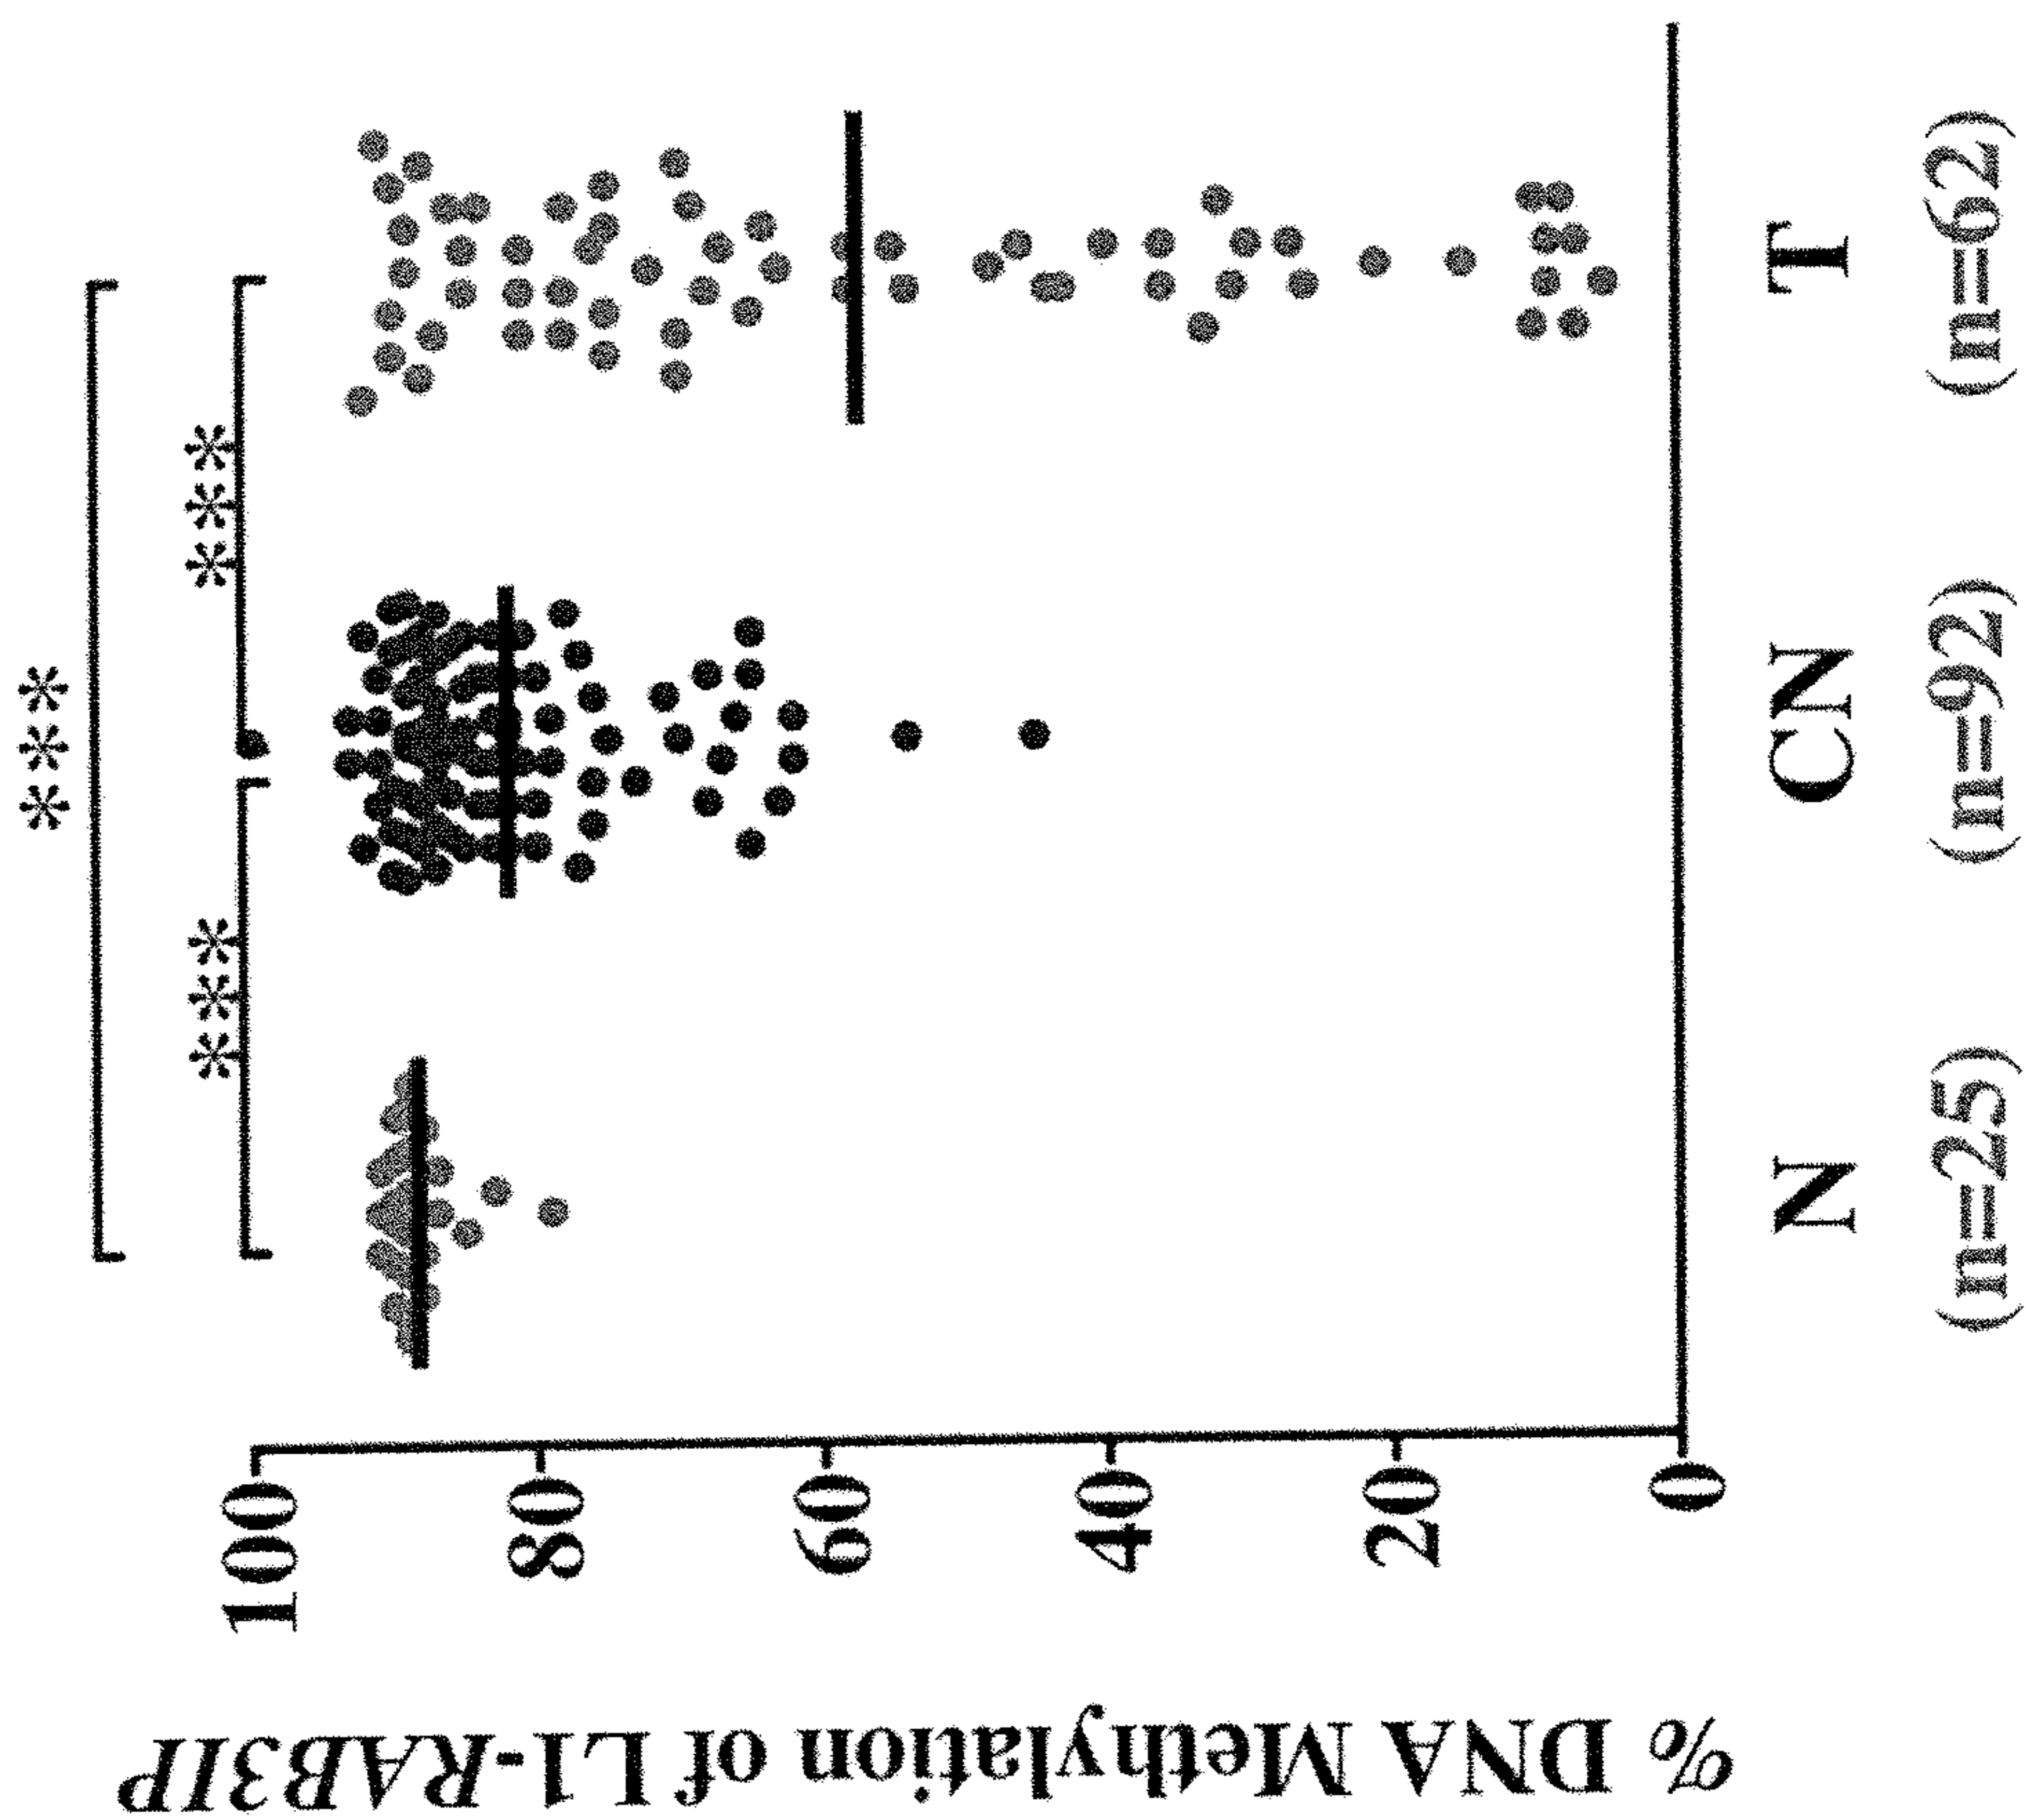 % DNA Methylation of L1-RAB3IP
***
*** ***
100
80
60
40
20
0
N CN T
(n=25) (n=92) (n=62)